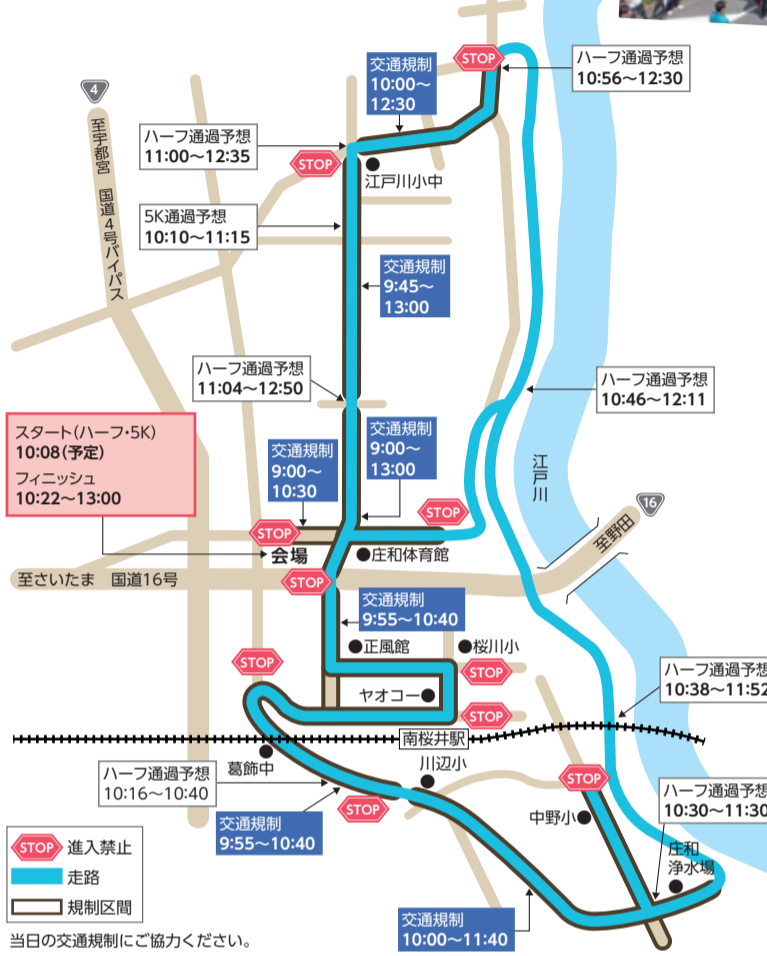 STOP
ハーフ通過予想
10:56～12:30
交通規制
10:00～
12:30
4
至宇都宮　国道4号バイパス
ハーフ通過予想
11:00～12:35
STOP
江戸川小中
5K通過予想
10:10～11:15
交通規制
9:45～
13:00
ハーフ通過予想
11:04～12:50
ハーフ通過予想
10:46～12:11
スタート(ハーフ・5K)
10:08(予定)
フィニッシュ
10:22～13:00
交通規制
9:00～
10:30
交通規制
9:00～
13:00
江戸川
16
至野田
STOP
STOP
会場
庄和体育館
至さいたま　国道16号
STOP
交通規制
9:55～10:40
正風館
桜川小
STOP
STOP
ヤオコー
STOP
ハーフ通過予想
10:38～11:52
南桜井駅
葛飾中
川辺小
ハーフ通過予想
10:16～10:40
STOP
STOP
交通規制
9:55～10:40
中野小
ハーフ通過予想
10:30～11:30
庄和
浄水場
交通規制
10:00～11:40
STOP 進入禁止
走路
規制区間
当日の交通規制にご協力ください。